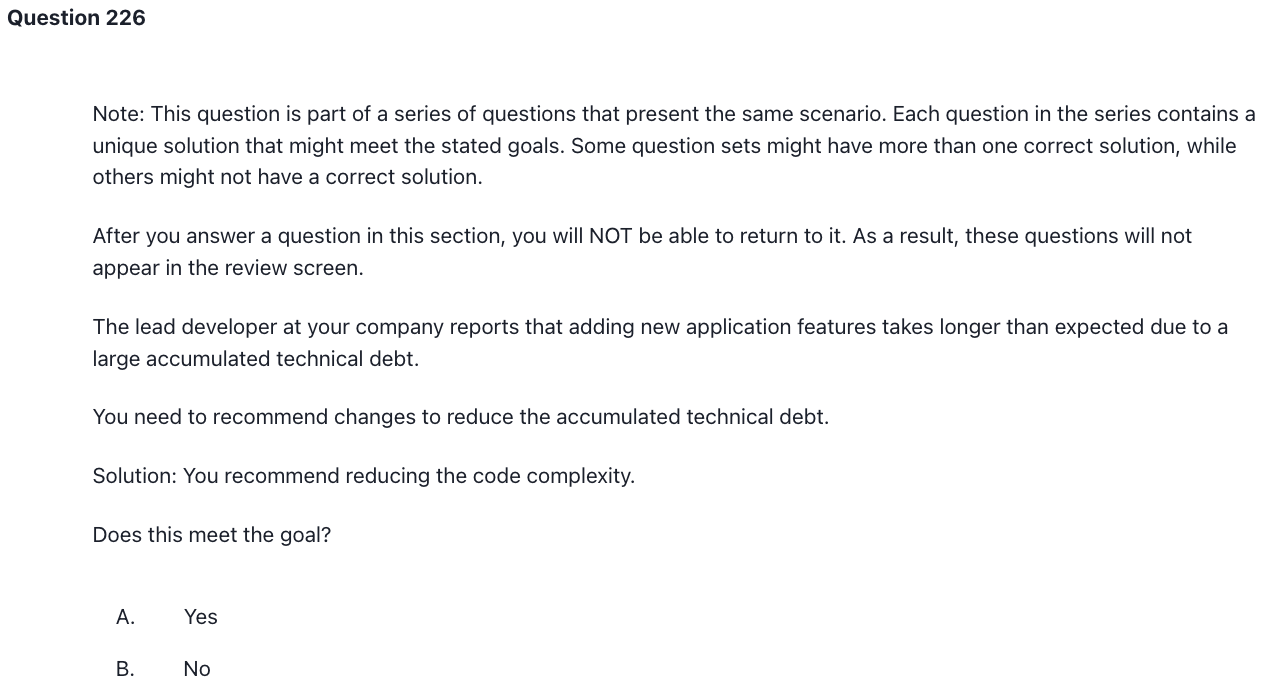 Question 226
Note: This question is part of a series of questions that present the same scenario. Each question in the series contains a
unique solution that might meet the stated goals. Some question sets might have more than one correct solution, while
others might not have a correct solution.
After you answer a question in this section, you will NOT be able to return to it. As a result, these questions will not
appear in the review screen.
The lead developer at your company reports that adding new application features takes longer than expected due to a
large accumulated technical debt.
You need to recommend changes to reduce the accumulated technical debt.
Solution: You recommend reducing the code complexity.
Does this meet the goal?
A. Yes
B. No